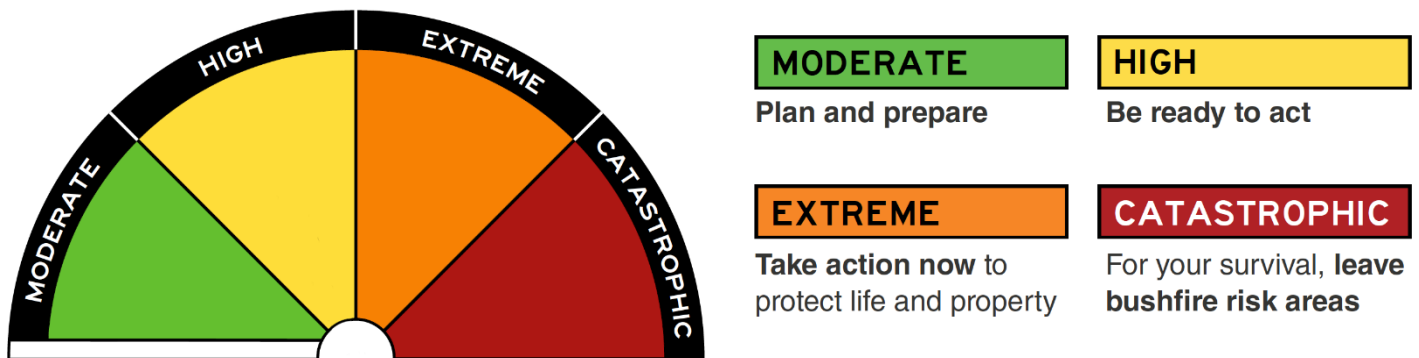 MODERATE
HIGH
EXTREME
CATASTROPHIC
MODERATE
Plan and prepare
HIGH
Be ready to act
EXTREME
Take action now to
protect life and property
CATASTROPHIC
For your survival, leave
bushfire risk areas